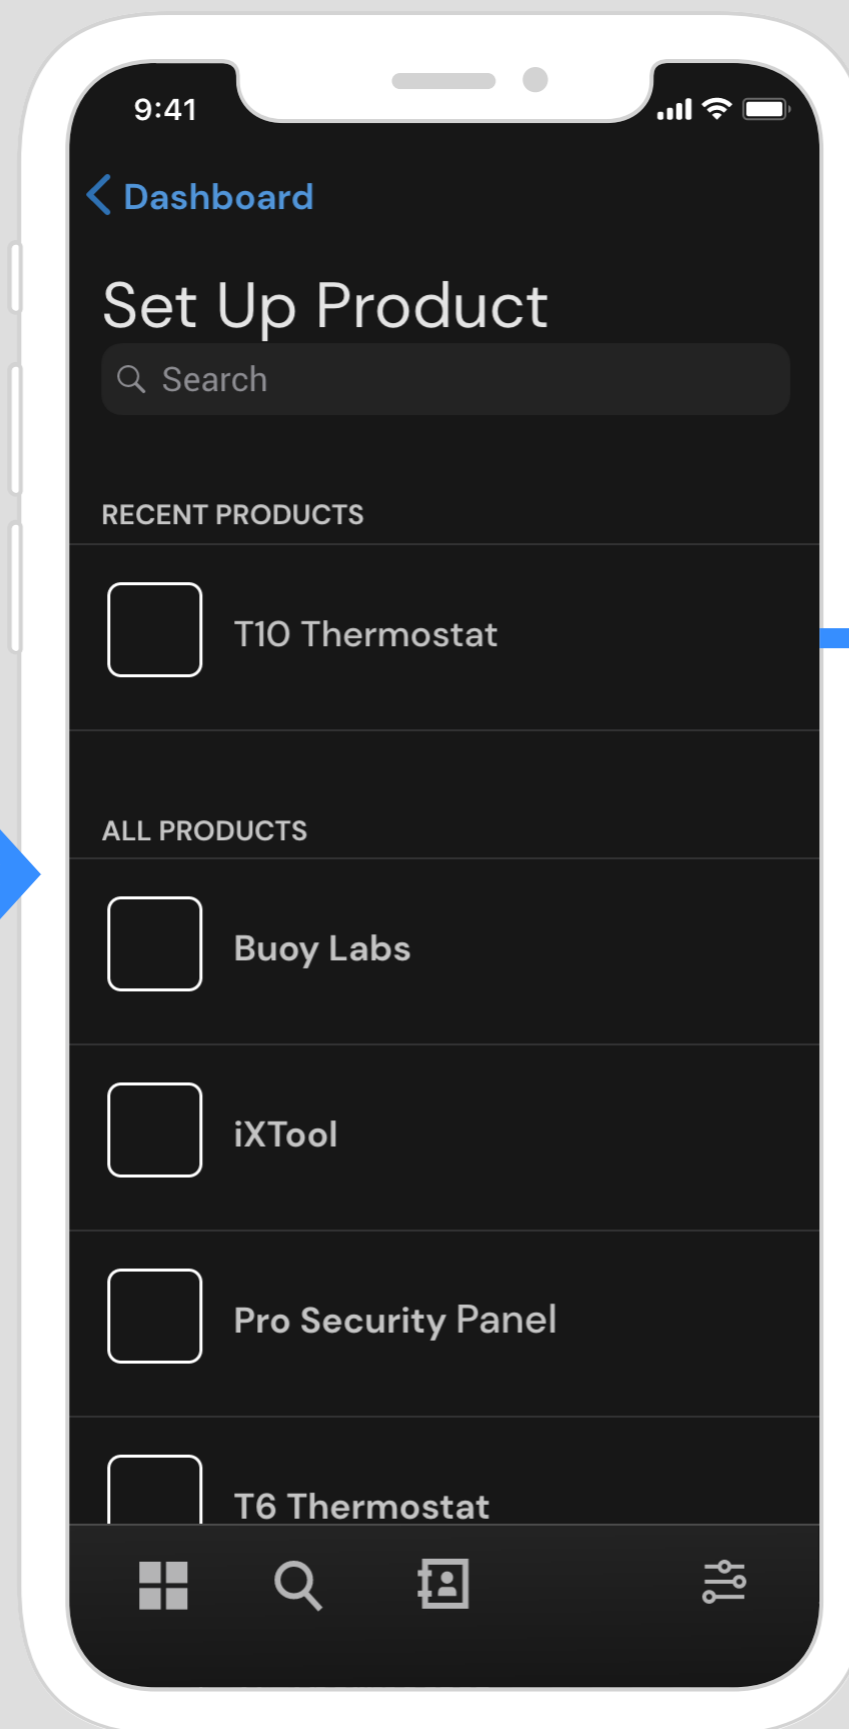 9:41
Dashboard
Set Up Product
Search
RECENT PRODUCTS
T10 Thermostat
ALL PRODUCTS
Buoy Labs
iXTool
Pro Security Panel
T6 Thermostat